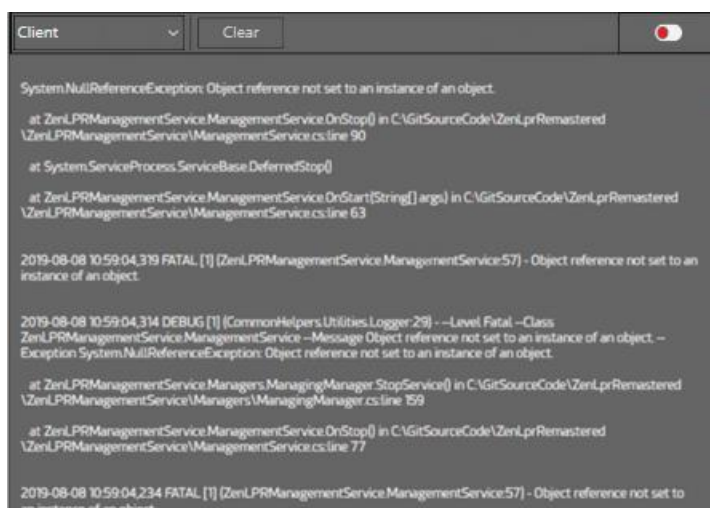 Client
Clear
System.NullReferenceException: Object reference not set to an instance of an object.
at ZenLPRManagementService.ManagementService.OnStop() in C:\GitSourceCode\ZenLprRemastered
\ZenLPRManagementService\ManagementService.cs:line 90
at System.ServiceProcess.ServiceBase.DeferredStop()
at ZenLPRManagementService.ManagementService.OnStart(String[] args) in C:\GitSourceCode\ZenLprRemastered
\ZenLPRManagementService\ManagementService.cs:line 63
2019-08-08 10:59:04,319 FATAL [1] (ZenLPRManagementService.ManagementService:57) - Object reference not set to an
instance of an object.
2019-08-08 10:59:04,314 DEBUG [1] (CommonHelpers.Utilities.Logger:29) - --Level Fatal --Class
ZenLPRManagementService.ManagementService --Message Object reference not set to an instance of an object. --
Exception System.NullReferenceException: Object reference not set to an instance of an object.
at ZenLPRManagementService.Managers.ManagingManager.StopService() in C:\GitSourceCode\ZenLprRemastered
\ZenLPRManagementService\Managers\ManagingManager.cs:line 159
at ZenLPRManagementService.ManagementService.OnStop() in C:\GitSourceCode\ZenLprRemastered
\ZenLPRManagementService\ManagementService.cs:line 77
2019-08-08 10:59:04,234 FATAL [1] (ZenLPRManagementService.ManagementService:57) - Object reference not set to
an instance of an object.